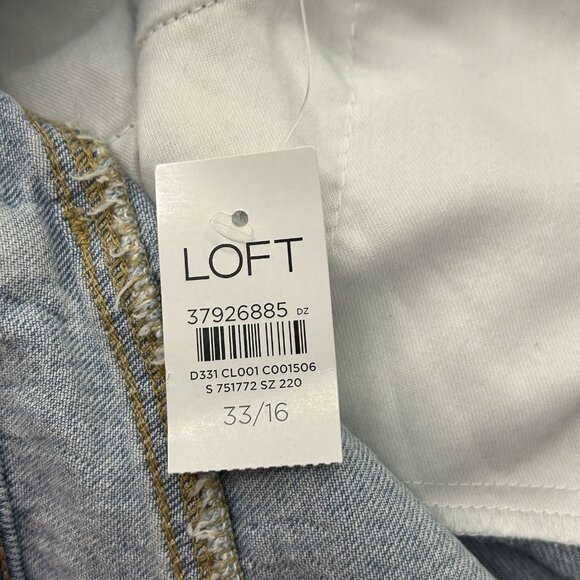 LOFT
37926885 DZ
D331 CL001 C001506
S 751772 SZ 220
33/16